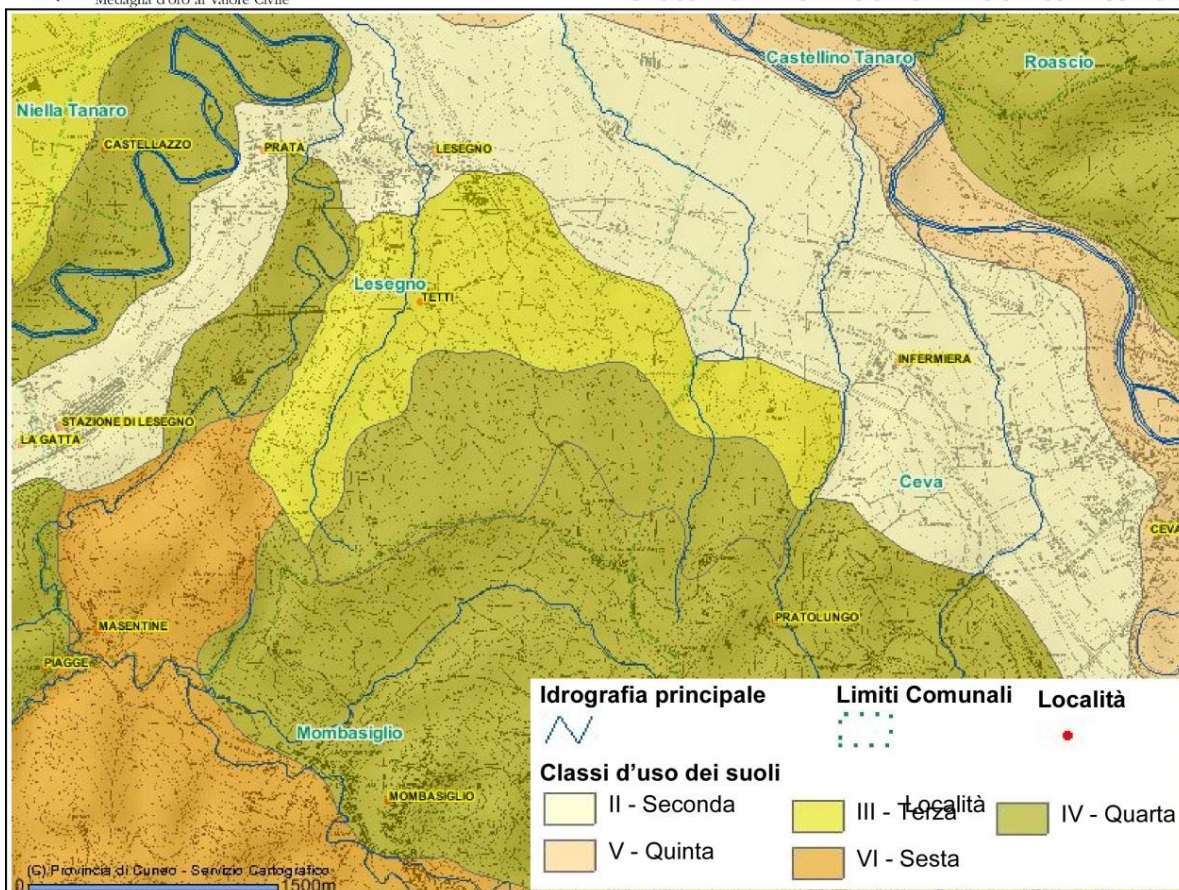 Medaglia d'oro al Valore Civile
Castellino Tanaro
Roascio
Niella Tanaro
CASTELLAZZO
PRATA
LESEGNO
Lesegno
TETTI
INFERMIERA
STAZIONE DI LESEGNO
LA GATTA
Ceva
CEVA
MASENTINE
PRATOLUNGO
PIAGGE
Mombasiglio
MOMBASIGLIO
Idrografia principale
Limiti Comunali
Località
Classi d'uso dei suoli
II - Seconda
III - Terza
Località
IV - Quarta
V - Quinta
VI - Sesta
(C) Provincia di Cuneo - Servizio Cartografico
0 1500m